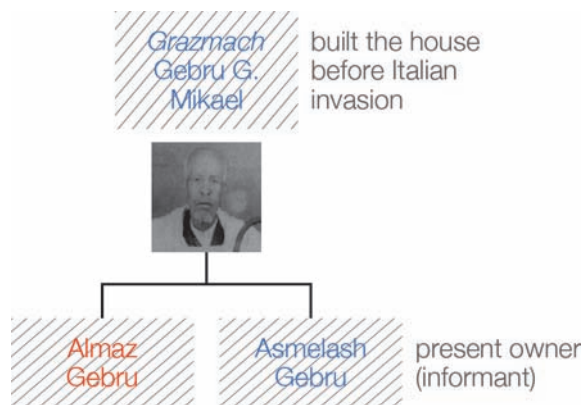 Grazmach
Gebru G.
Mikael
built the house
before Italian
invasion
Almaz
Gebru
Asmelash
Gebru
present owner
(informant)